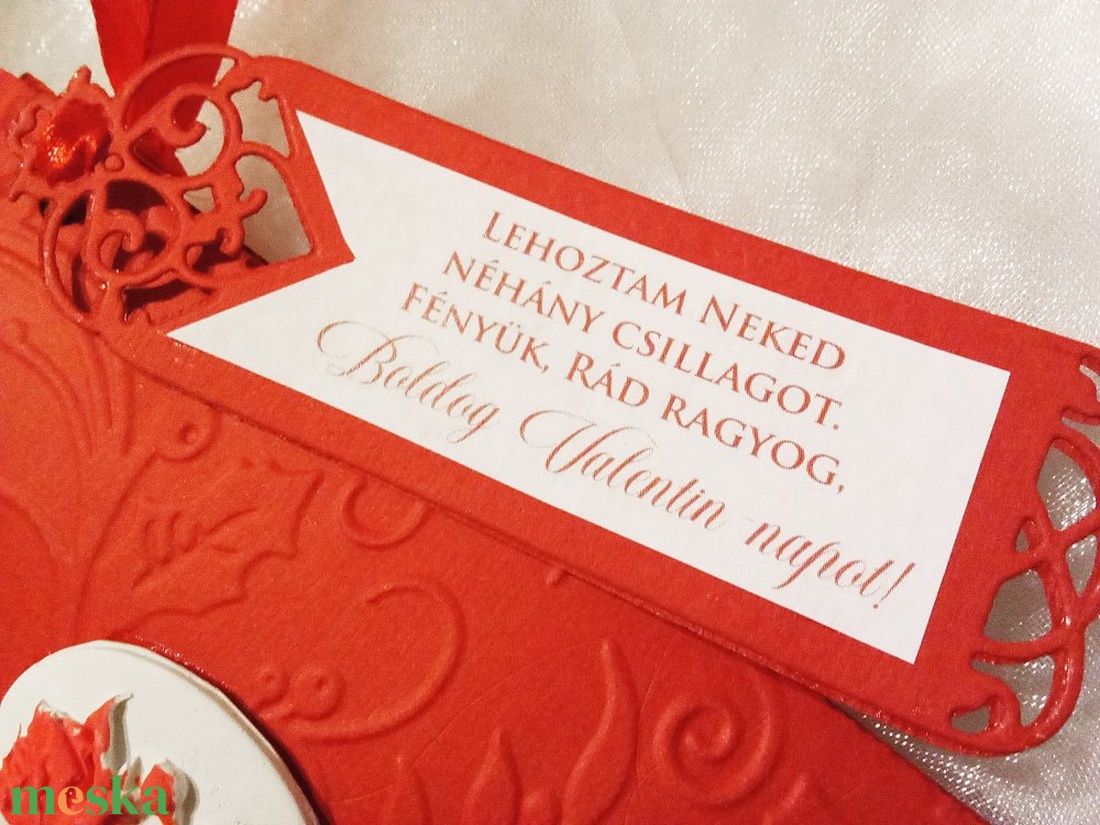 Lehoztam Neked
néhány csillagot.
Fényük, Rád ragyog,
Boldog Valentin-napot!
meska